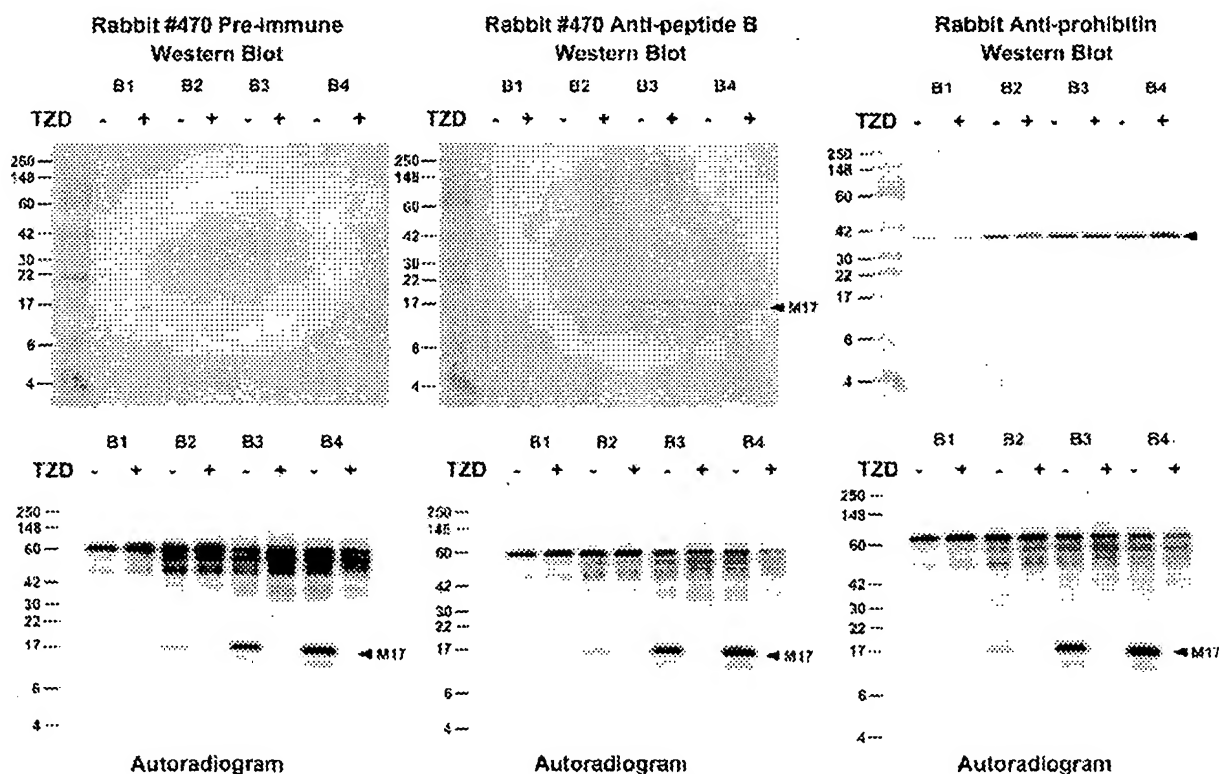 Rabbit #470 Pre-immune
Western Blot
B1 B2 B3 B4
TZD - + - + - + - +
250
148
60
42
30
22
17
6
4
Rabbit #470 Anti-peptide B
Western Blot
B1 B2 B3 B4
TZD - + - + - + - +
250
148
60
42
30
22
17
M17
6
4
Rabbit Anti-prohibitin
Western Blot
B1 B2 B3 B4
TZD - + - + - + - +
250
148
60
42
30
22
17
6
4
B1 B2 B3 B4
TZD - + - + - + - +
250
148
60
42
30
22
17
M17
6
4
Autoradiogram
B1 B2 B3 B4
TZD - + - + - + - +
250
148
60
42
30
22
17
M17
6
4
Autoradiogram
B1 B2 B3 B4
TZD - + - + - + - +
250
148
60
42
30
22
17
M17
6
4
Autoradiogram